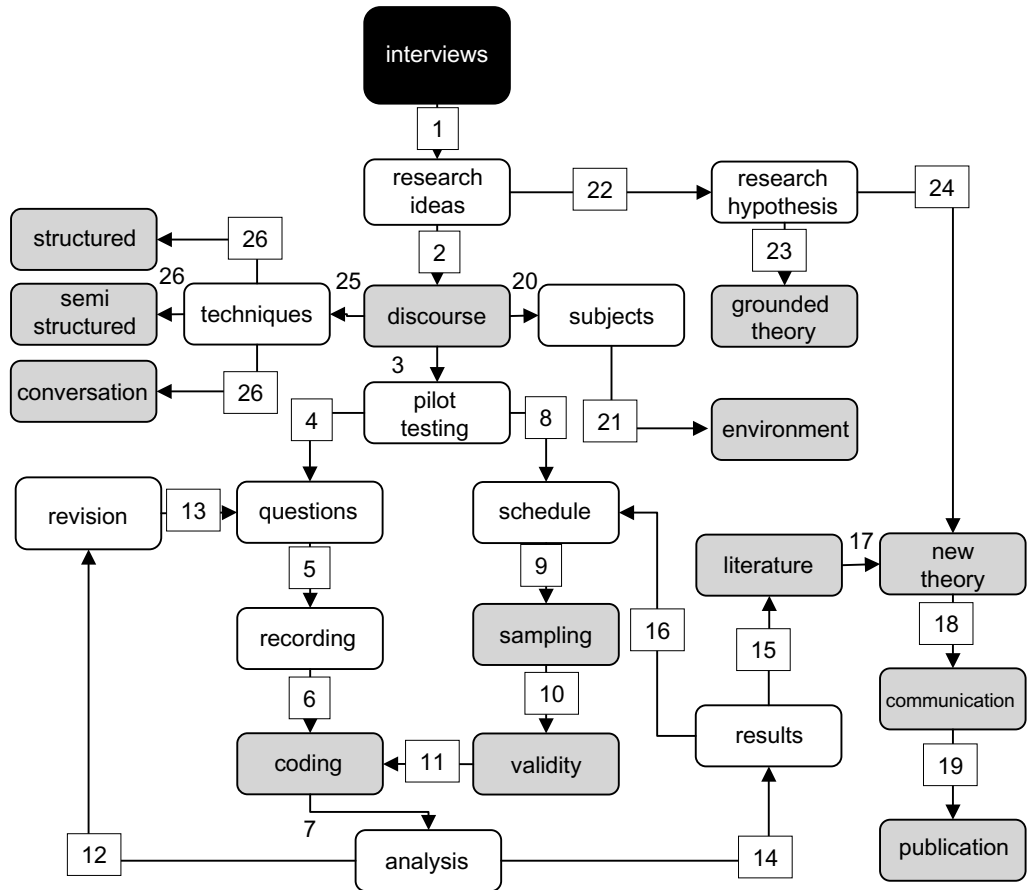 interviews
1
research
ideas
22
research
hypothesis
24
structured
26
2
23
26
semi
structured
techniques
25
discourse
20
subjects
grounded
theory
conversation
26
3
pilot
testing
4
8
21
environment
revision
13
questions
schedule
5
9
literature
17
new
theory
recording
sampling
16
15
18
6
10
communication
coding
11
validity
results
19
7
12
analysis
14
publication